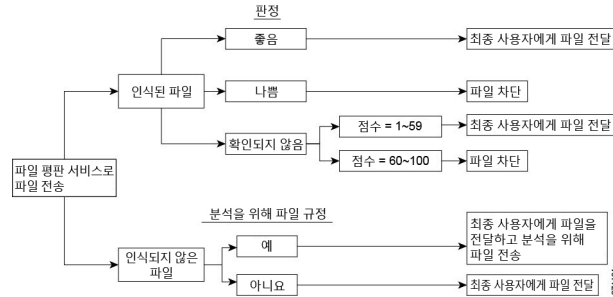 판정
좋음
최종 사용자에게 파일 전달
인식된 파일
나쁨
파일 차단
확인되지 않음
점수 = 1~59
최종 사용자에게 파일 전달
점수 = 60~100
파일 차단
파일 평판 서비스로
파일 전송
분석을 위해 파일 규정
인식되지 않은
파일
예
최종 사용자에게 파일을
전달하고 분석을 위해
파일 전송
아니요
최종 사용자에게 파일 전달